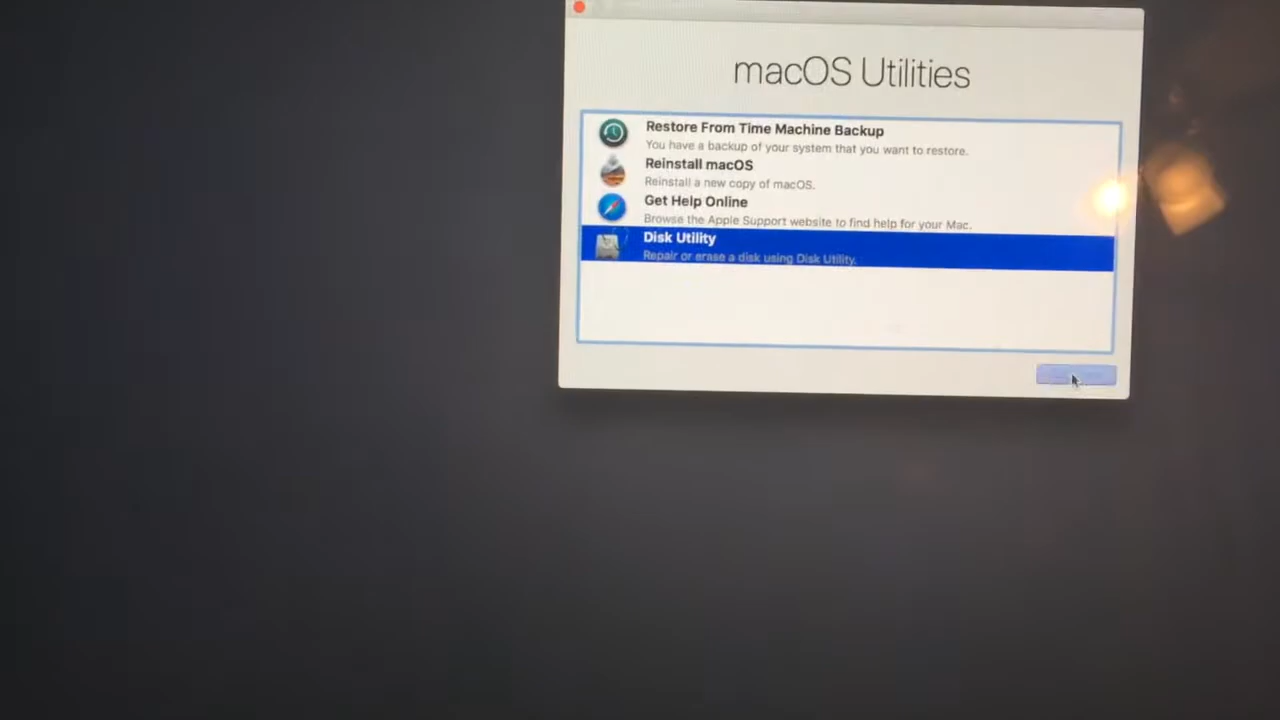 macOS Utilities
Restore From Time Machine Backup
You have a backup of your system that you want to restore.
Reinstall macOS
Reinstall a new copy of macOS.
Get Help Online
Browse the Apple Support website to find help for your Mac.
Disk Utility
Repair or erase a disk using Disk Utility.